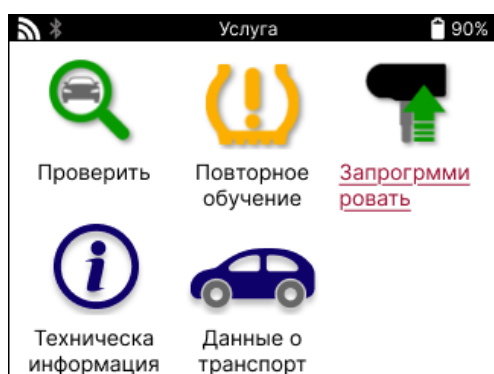 Услуга 90%
Проверить
Повторное
обучение
Запрогрмми
ровать
Техническа
информация
Данные о
транспорт